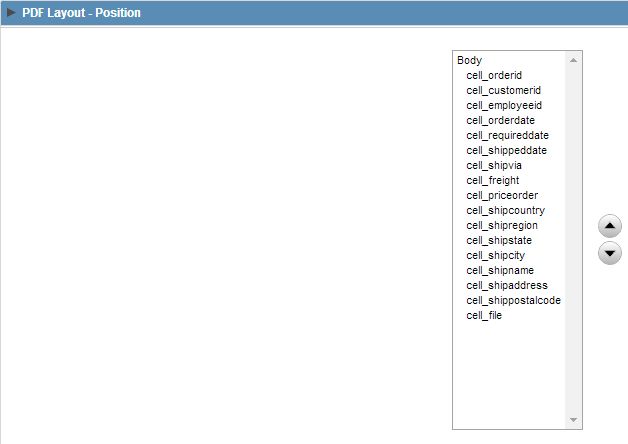 PDF Layout - Position
Body
cell_orderid
cell_customerid
cell_employeeid
cell_orderdate
cell_requireddate
cell_shippeddate
cell_shipvia
cell_freight
cell_priceorder
cell_shipcountry
cell_shipregion
cell_shipstate
cell_shipcity
cell_shipname
cell_shipaddress
cell_shippostalcode
cell_file